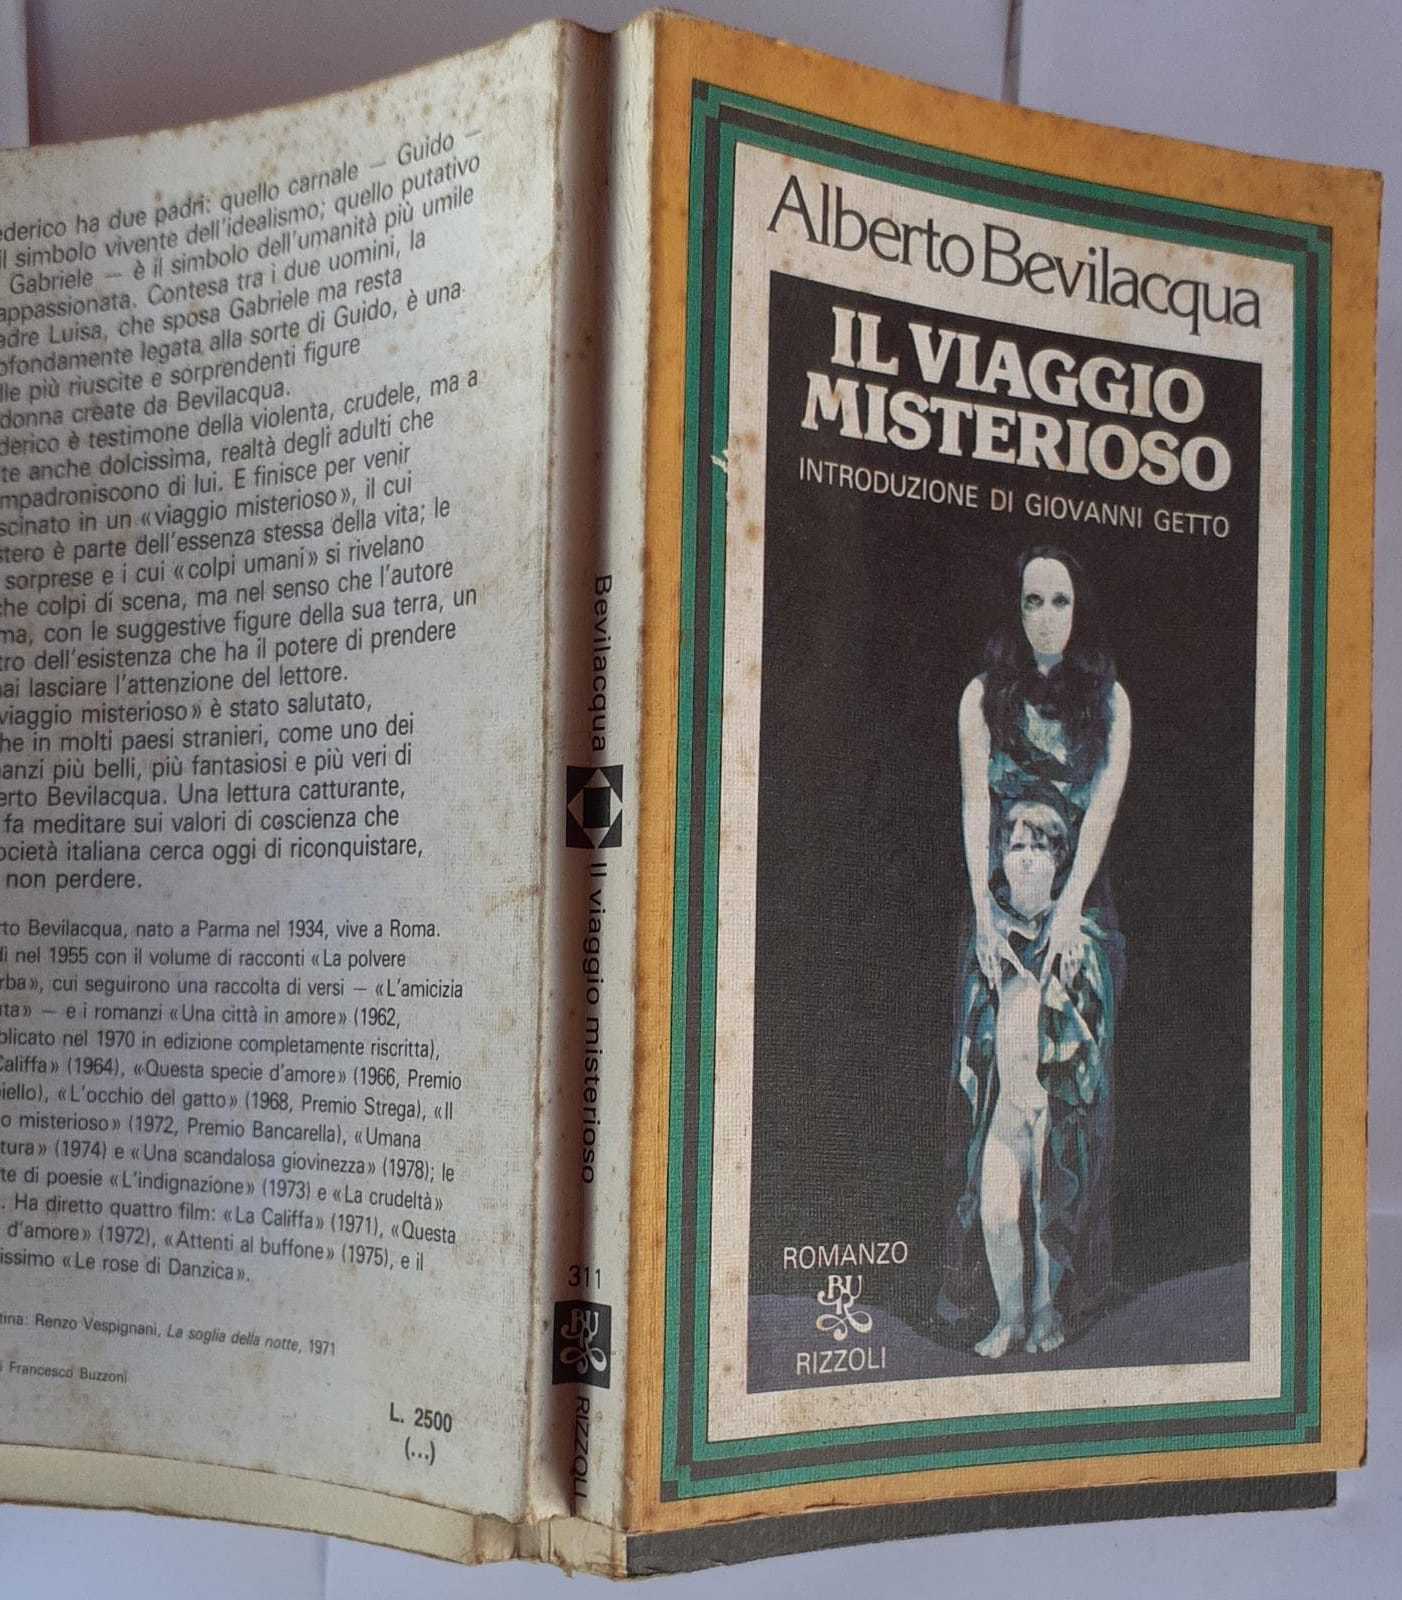 ederico ha due padri: quello carnale — Guido —
il simbolo vivente dell'idealismo; quello putativo
Gabriele — è il simbolo dell'umanità più umile
appassionata. Contesa tra i due uomini, la
adre Luisa, che sposa Gabriele ma resta
ofondamente legata alla sorte di Guido, è una
lle più riuscite e sorprendenti figure
donna create da Bevilacqua.
derico è testimone della violenta, crudele, ma a
te anche dolcissima, realtà degli adulti che
mpadroniscono di lui. E finisce per venir
scinato in un «viaggio misterioso», il cui
stero è parte dell'essenza stessa della vita; le
sorprese e i cui «colpi umani» si rivelano
che colpi di scena, ma nel senso che l'autore
ma, con le suggestive figure della sua terra, un
tro dell'esistenza che ha il potere di prendere
mai lasciare l'attenzione del lettore.
viaggio misterioso» è stato salutato,
he in molti paesi stranieri, come uno dei
anzi più belli, più fantasiosi e più veri di
erto Bevilacqua. Una lettura catturante,
fa meditare sui valori di coscienza che
ocietà italiana cerca oggi di riconquistare,
non perdere.
rto Bevilacqua, nato a Parma nel 1934, vive a Roma.
dì nel 1955 con il volume di racconti «La polvere
rba», cui seguirono una raccolta di versi — «L'amicizia
uta» — e i romanzi «Una città in amore» (1962,
blicato nel 1970 in edizione completamente riscritta),
Califfa» (1964), «Questa specie d'amore» (1966, Premio
piello), «L'occhio del gatto» (1968, Premio Strega), «Il
o misterioso» (1972, Premio Bancarella), «Umana
tura» (1974) e «Una scandalosa giovinezza» (1978); le
te di poesie «L'indignazione» (1973) e «La crudeltà»
. Ha diretto quattro film: «La Califfa» (1971), «Questa
d'amore» (1972), «Attenti al buffone» (1975), e il
issimo «Le rose di Danzica».
tina: Renzo Vespignani, La soglia della notte, 1971
i Francesco Buzzoni
L. 2500
(...)
Bevilacqua
Il viaggio misterioso
311
BUR
RIZZOLI
Alberto Bevilacqua
IL VIAGGIO
MISTERIOSO
INTRODUZIONE DI GIOVANNI GETTO
ROMANZO
BUR
RIZZOLI